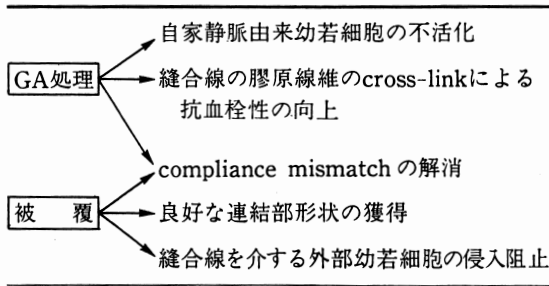 自家静脈由来幼若細胞の不活化
GA処理
縫合線の膠原線維のcross-linkによる
抗血栓性の向上
compliance mismatch の解消
被 覆
良好な連結部形状の獲得
縫合線を介する外部幼若細胞の侵入阻止